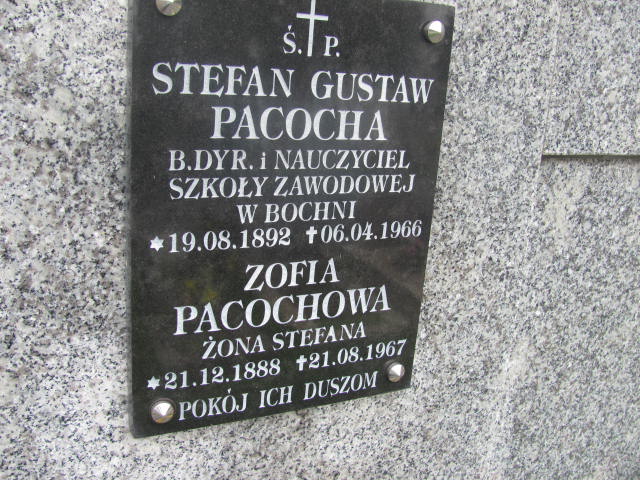 Ś. P.
STEFAN GUSTAW
PACOCHA
B.DYR. i NAUCZYCIEL
SZKOŁY ZAWODOWEJ
W BOCHNI
*19.08.1892 †06.04.1966
ZOFIA
PACOCHOWA
ŻONA STEFANA
*21.12.1888 †21.08.1967
POKÓJ ICH DUSZOM